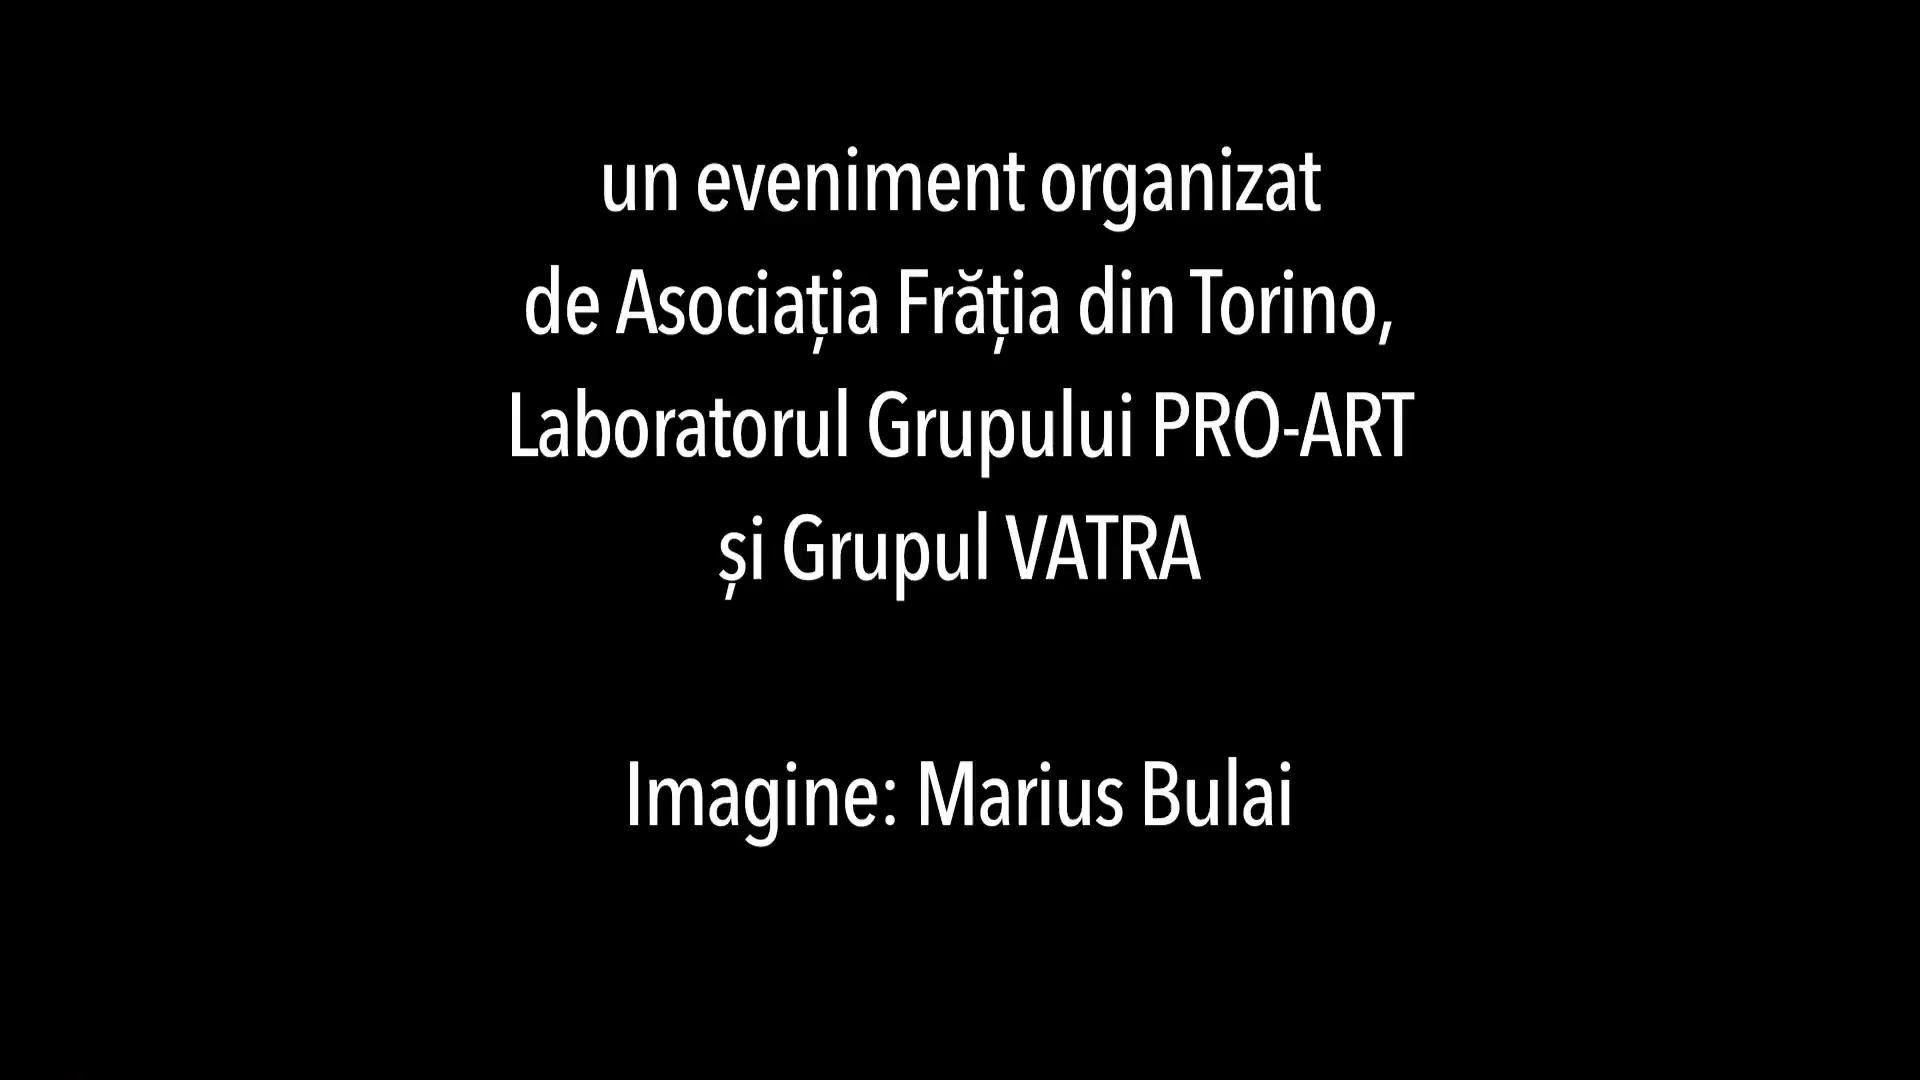 un eveniment organizat
de Asociația Frăția din Torino,
Laboratorul Grupului PRO-ART
și Grupul VATRA
Imagine: Marius Bulai